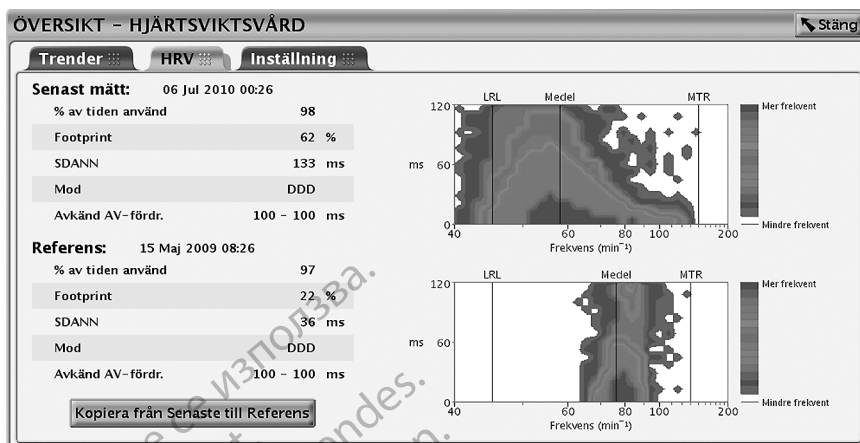 ÖVERSIKT - HJÄRTSVIKTSVÅRD
Stäng
Trender HRV Inställning
Senast mätt: 06 Jul 2010 00:26
% av tiden använd 98
Footprint 62 %
SDANN 133 ms
Mod DDD
Avkänd AV-fördr. 100 - 100 ms
LRL Medel MTR
120
ms 60
0
40 60 80 100 200
Frekvens (min⁻¹)
Mer frekvent
Mindre frekvent
Referens: 15 Maj 2009 08:26
% av tiden använd 97
Footprint 22 %
SDANN 36 ms
Mod DDD
Avkänd AV-fördr. 100 - 100 ms
Kopiera från Senaste till Referens
LRL Medel MTR
120
ms 60
0
40 60 80 100 200
Frekvens (min⁻¹)
Mer frekvent
Mindre frekvent
се използва.